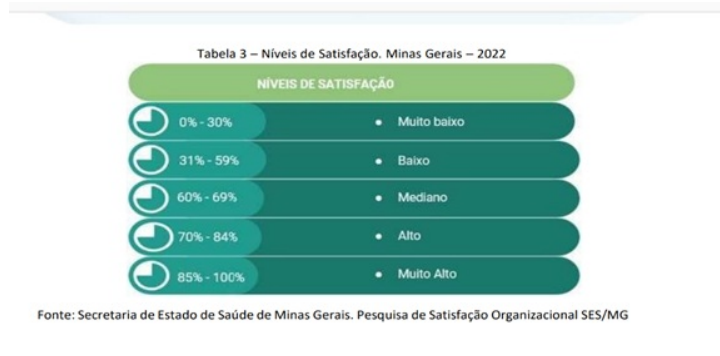 Tabela 3 – Níveis de Satisfação. Minas Gerais – 2022
NÍVEIS DE SATISFAÇÃO
0% - 30% • Muito baixo
31% - 59% • Baixo
60% - 69% • Mediano
70% - 84% • Alto
85% - 100% • Muito Alto
Fonte: Secretaria de Estado de Saúde de Minas Gerais. Pesquisa de Satisfação Organizacional SES/MG